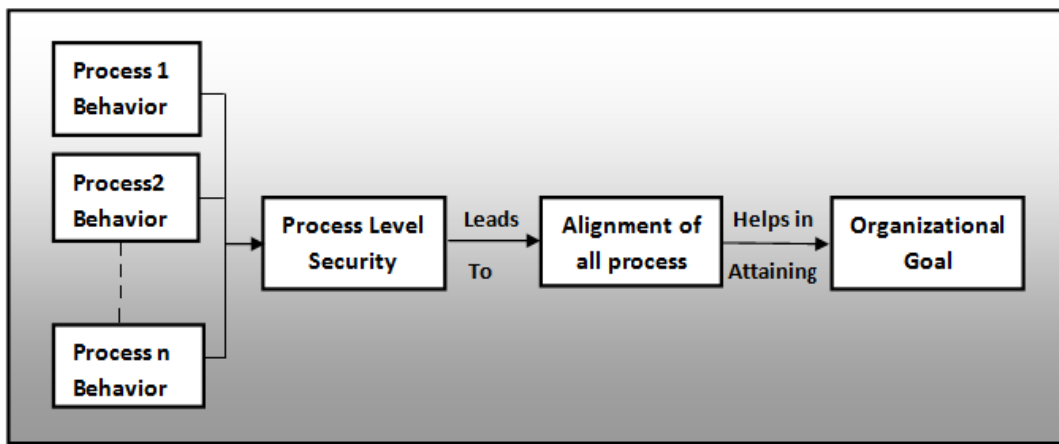 Process 1
Behavior
Process2
Behavior
Process n
Behavior
Process Level
Security
Leads
To
Alignment of
all process
Helps in
Attaining
Organizational
Goal